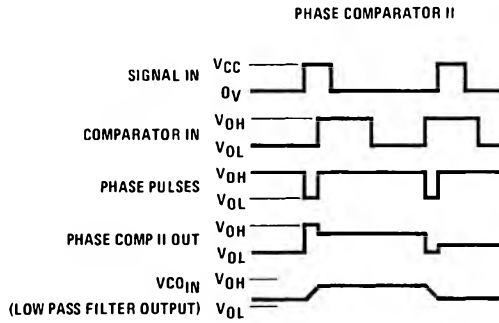 PHASE COMPARATOR II
SIGNAL IN
VCC
0V
COMPARATOR IN
VOH
VOL
PHASE PULSES
VOH
VOL
PHASE COMP II OUT
VOH
VOL
VCOIN
(LOW PASS FILTER OUTPUT)
VOH
VOL